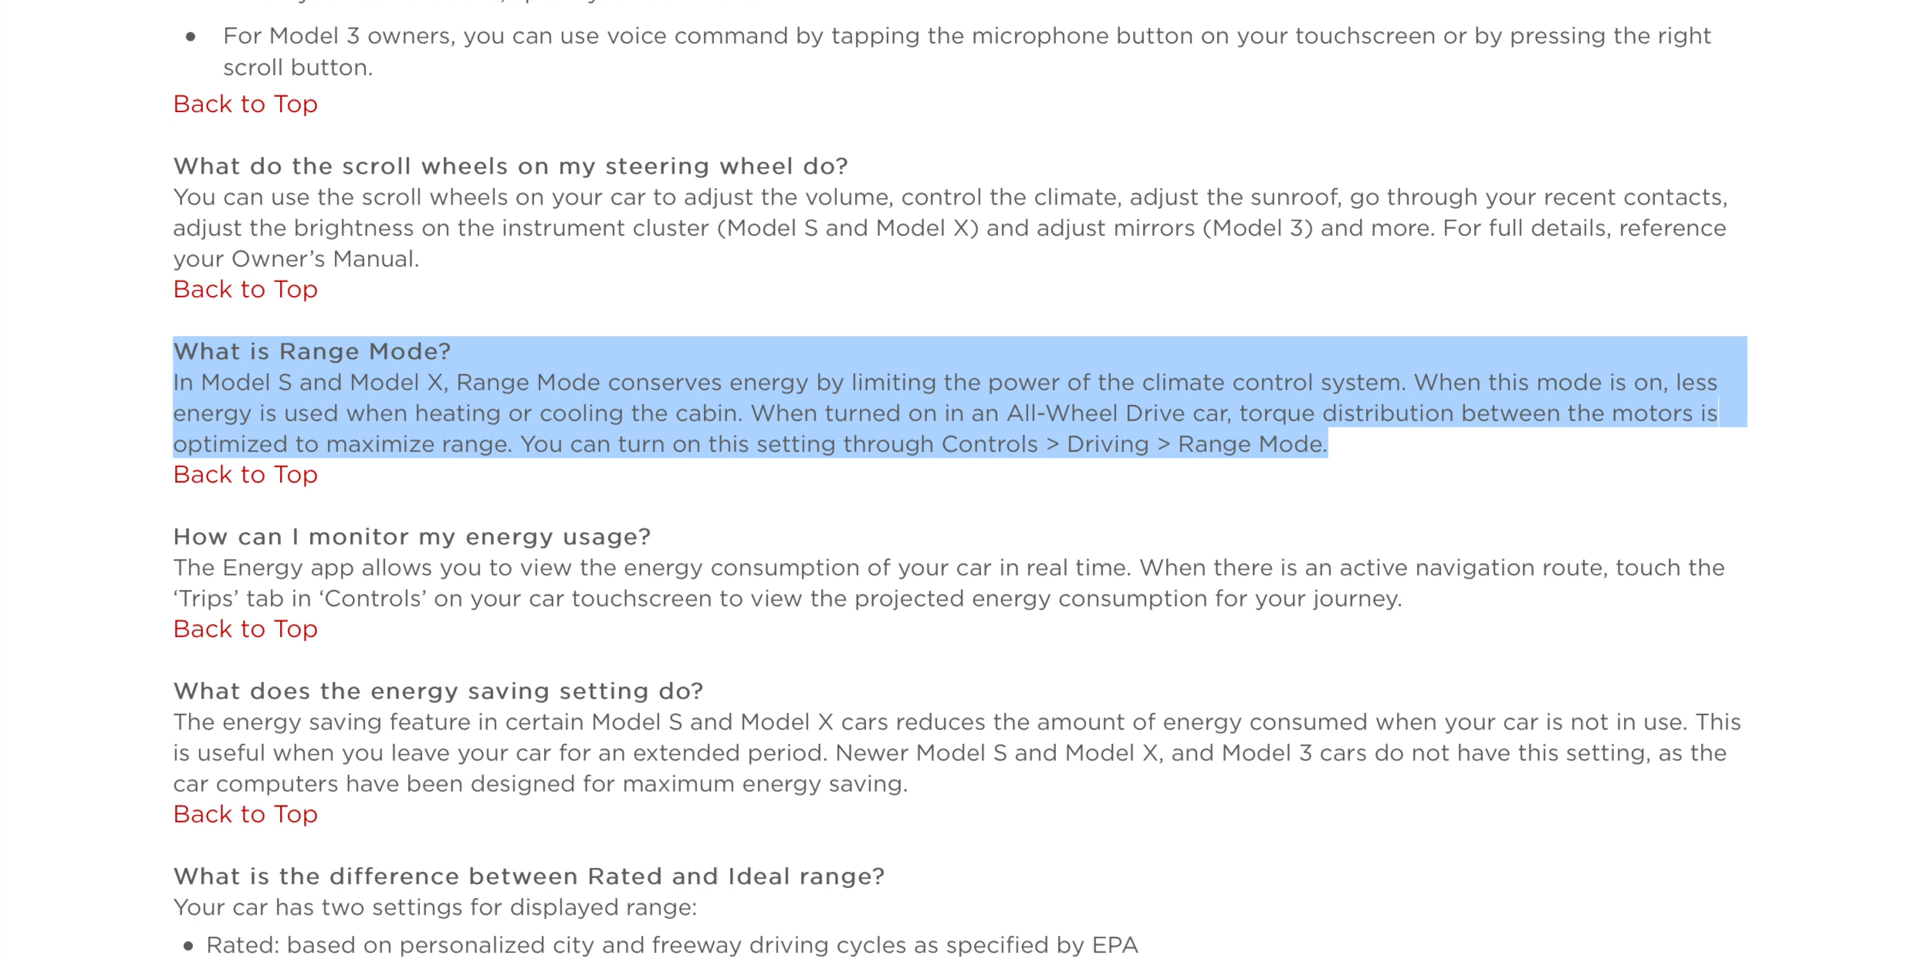 ● For Model 3 owners, you can use voice command by tapping the microphone button on your touchscreen or by pressing the right
scroll button.
Back to Top
What do the scroll wheels on my steering wheel do?
You can use the scroll wheels on your car to adjust the volume, control the climate, adjust the sunroof, go through your recent contacts,
adjust the brightness on the instrument cluster (Model S and Model X) and adjust mirrors (Model 3) and more. For full details, reference
your Owner’s Manual.
Back to Top
What is Range Mode?
In Model S and Model X, Range Mode conserves energy by limiting the power of the climate control system. When this mode is on, less
energy is used when heating or cooling the cabin. When turned on in an All-Wheel Drive car, torque distribution between the motors is
optimized to maximize range. You can turn on this setting through Controls > Driving > Range Mode.
Back to Top
How can I monitor my energy usage?
The Energy app allows you to view the energy consumption of your car in real time. When there is an active navigation route, touch the
‘Trips’ tab in ‘Controls’ on your car touchscreen to view the projected energy consumption for your journey.
Back to Top
What does the energy saving setting do?
The energy saving feature in certain Model S and Model X cars reduces the amount of energy consumed when your car is not in use. This
is useful when you leave your car for an extended period. Newer Model S and Model X, and Model 3 cars do not have this setting, as the
car computers have been designed for maximum energy saving.
Back to Top
What is the difference between Rated and Ideal range?
Your car has two settings for displayed range:
● Rated: based on personalized city and freeway driving cycles as specified by EPA